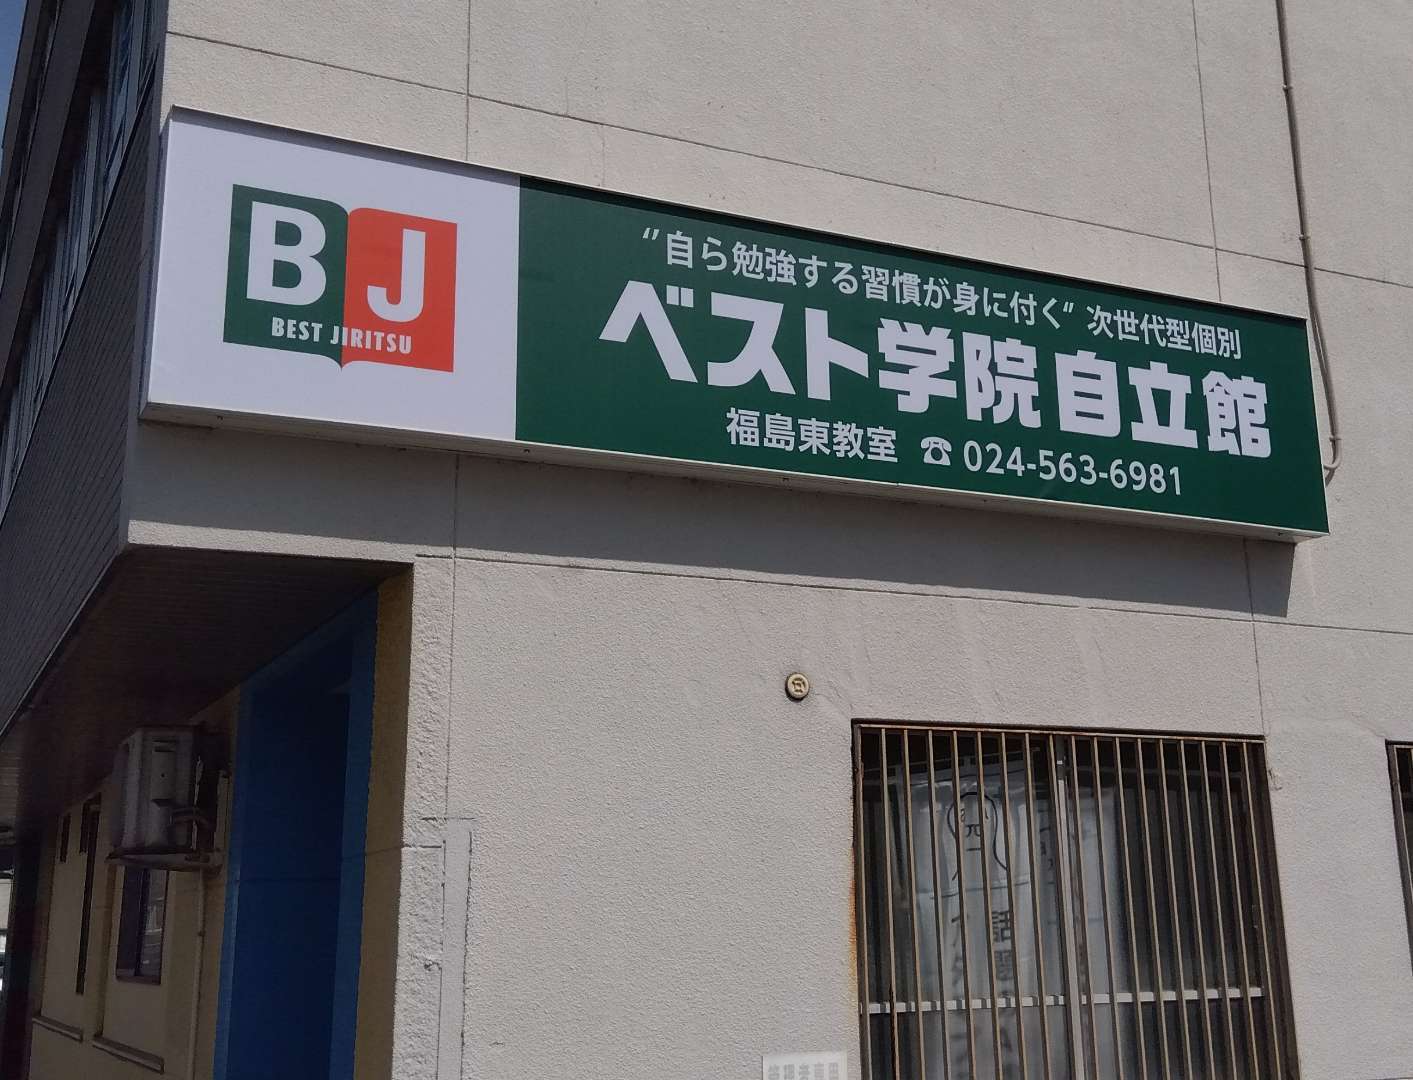 BJ
BEST JIRITSU
“自ら勉強する習慣が身に付く” 次世代型個別
ベスト学院 自立館
福島東教室 ☎ 024-563-6981